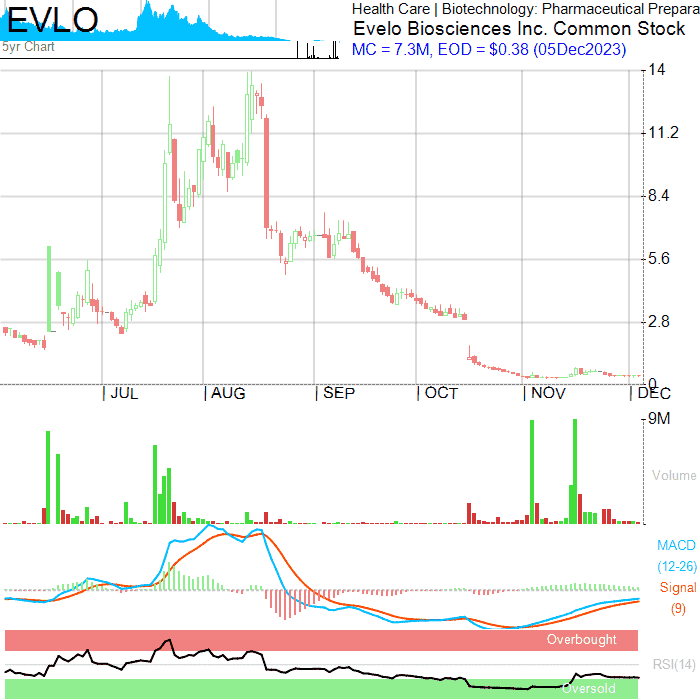 EVLO
Health Care | Biotechnology: Pharmaceutical Prepara
Evelo Biosciences Inc. Common Stock
5yr Chart
MC = 7.3M, EOD = $0.38 (05Dec2023)
14
11.2
8.4
5.6
2.8
0
| JUL | AUG | SEP | OCT | NOV | DEC
9M
Volume
MACD
(12-26)
Signal
(9)
Overbought
RSI(14)
Oversold